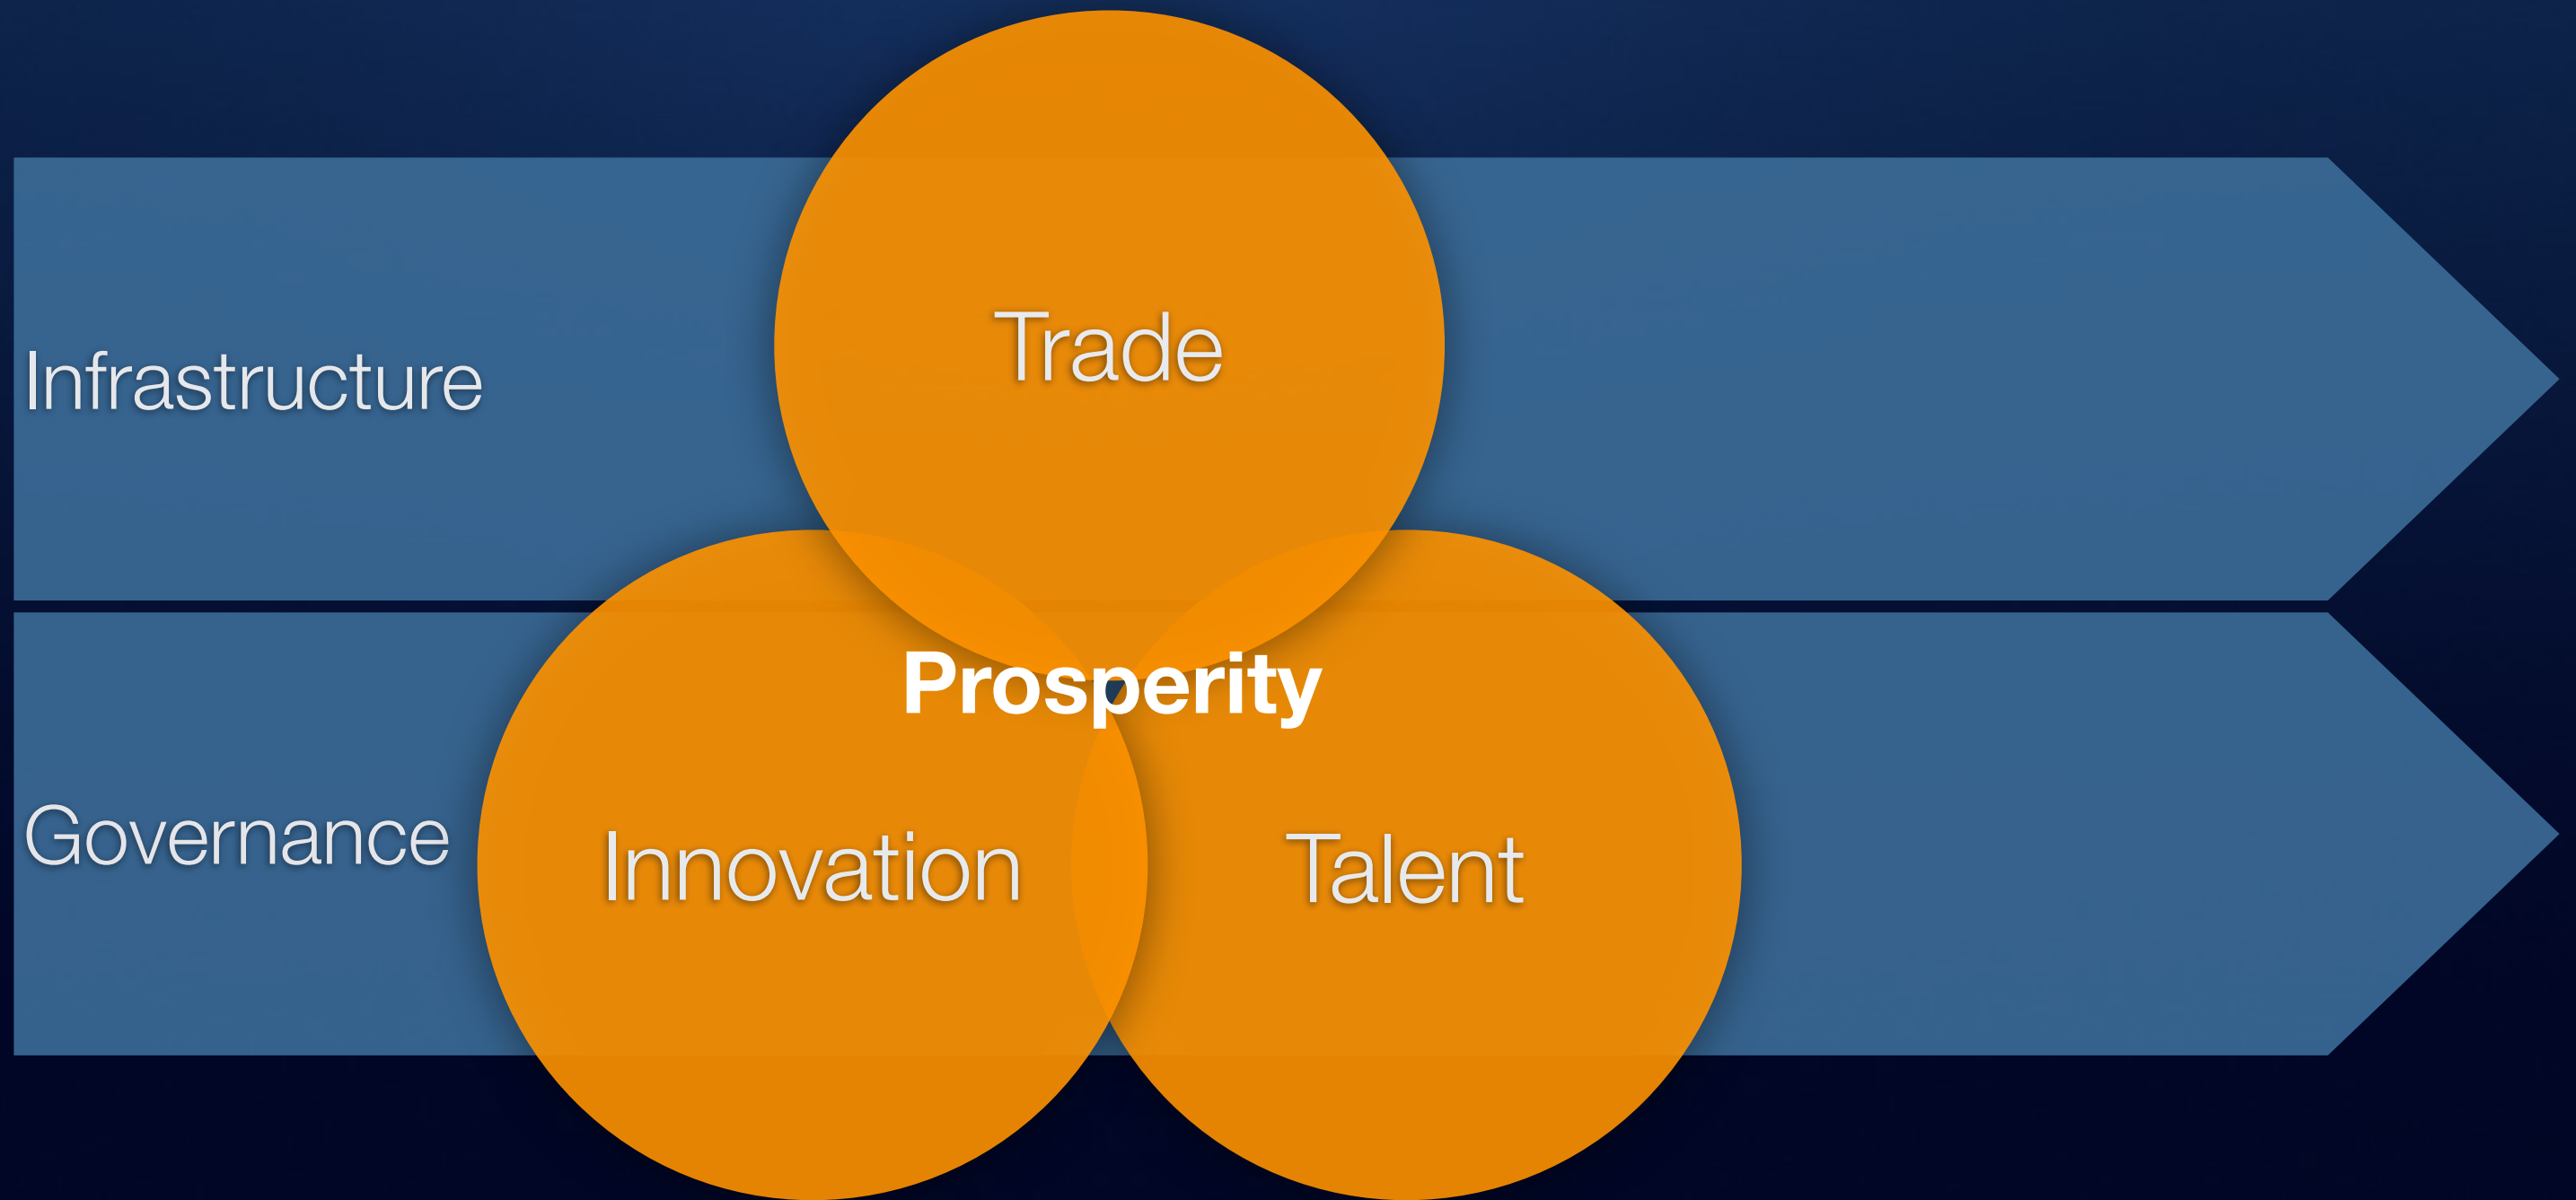 Trade
Infrastructure
Prosperity
Governance
Innovation
Talent